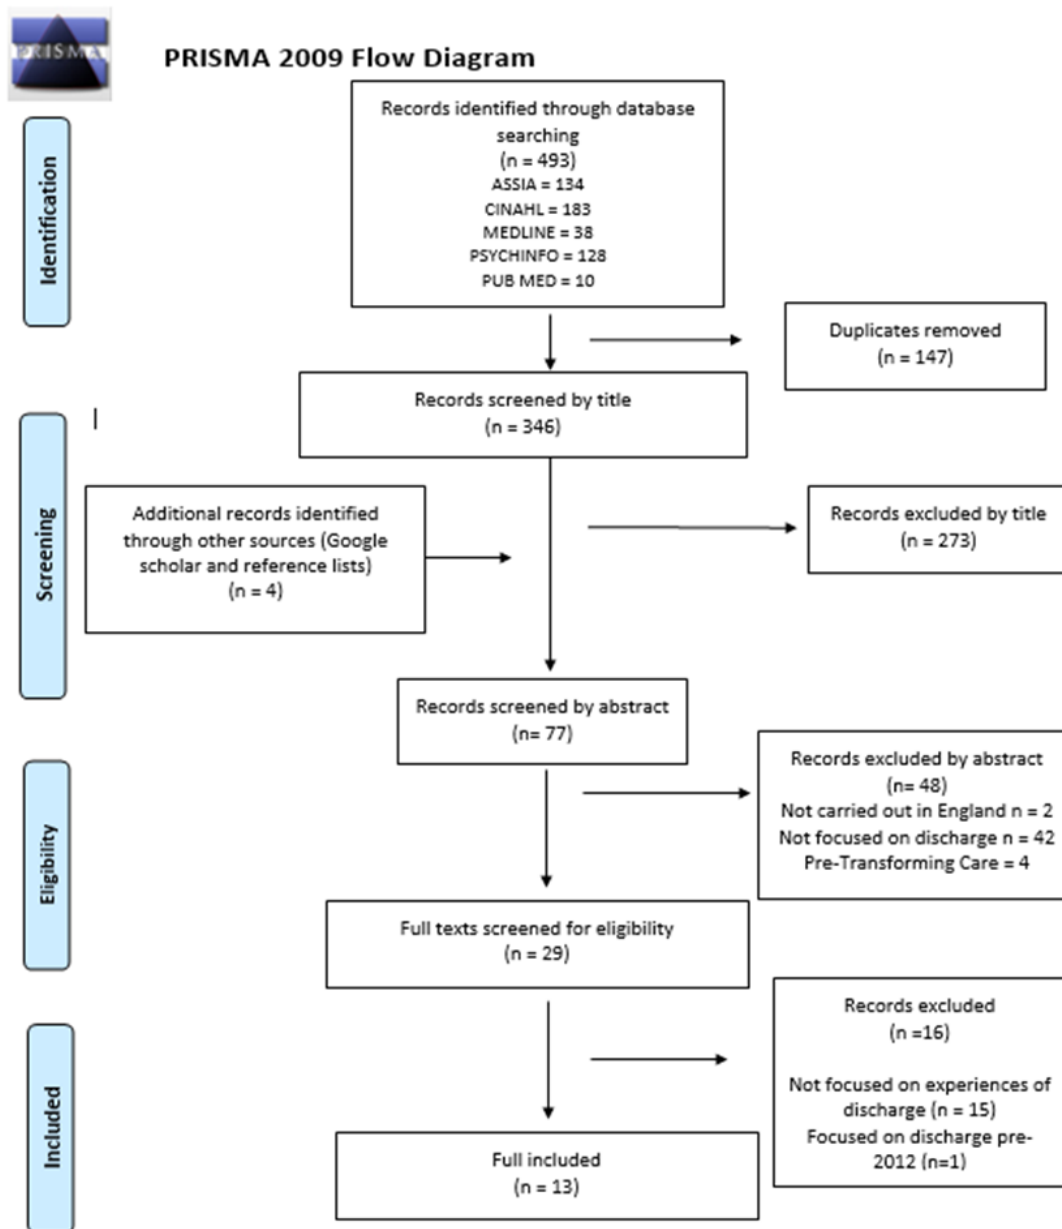 PRISMA
PRISMA 2009 Flow Diagram
Identification
Records identified through database
searching
(n = 493)
ASSIA = 134
CINAHL = 183
MEDLINE = 38
PSYCHINFO = 128
PUB MED = 10
Duplicates removed
(n = 147)
Records screened by title
(n = 346)
Screening
Additional records identified
through other sources (Google
scholar and reference lists)
(n = 4)
Records excluded by title
(n = 273)
Records screened by abstract
(n= 77)
Eligibility
Records excluded by abstract
(n= 48)
Not carried out in England n = 2
Not focused on discharge n = 42
Pre-Transforming Care = 4
Full texts screened for eligibility
(n = 29)
Included
Records excluded
(n =16)
Not focused on experiences of
discharge (n = 15)
Focused on discharge pre-
2012 (n=1)
Full included
(n = 13)